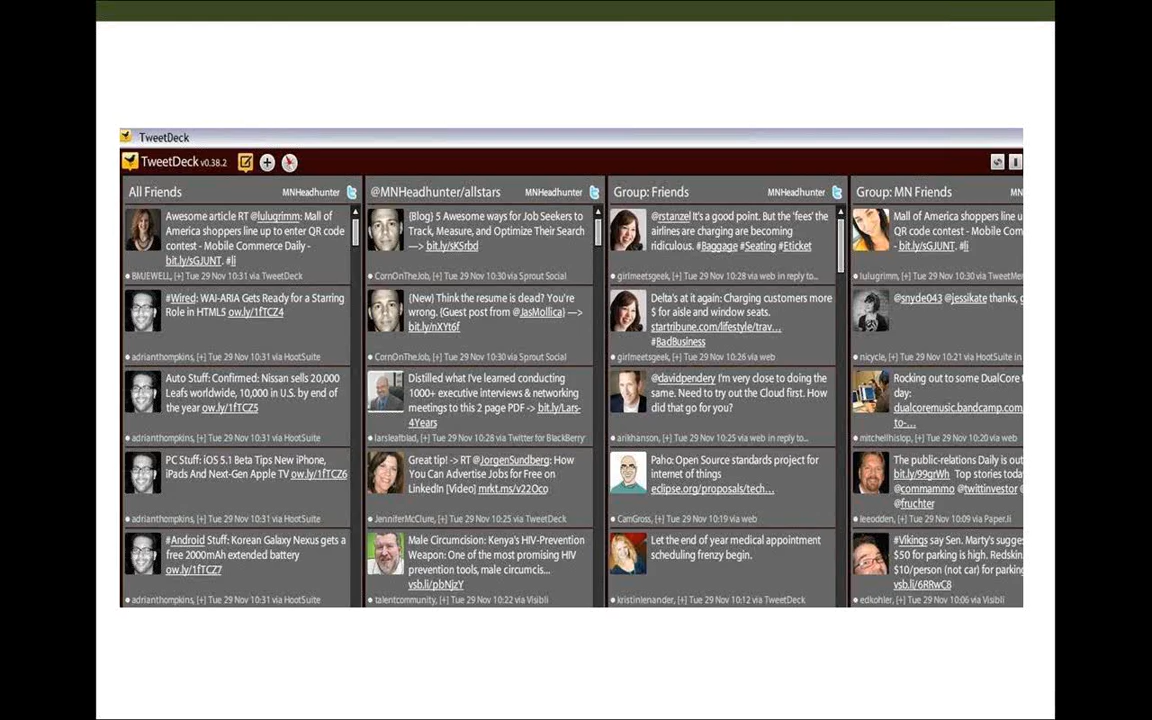 TweetDeck
TweetDeck v0.38.2
All Friends MNHeadhunter
Awesome article RT @lulugrimm: Mall of
America shoppers line up to enter QR code
contest - Mobile Commerce Daily -
bit.ly/sGJUNT. #li
BMJEWELL, [+] Tue 29 Nov 10:31 via TweetDeck
#Wired: WAI-ARIA Gets Ready for a Starring
Role in HTML5 ow.ly/1fTCZ4
adrianthompkins, [+] Tue 29 Nov 10:31 via HootSuite
Auto Stuff: Confirmed: Nissan sells 20,000
Leafs worldwide, 10,000 in U.S. by end of
the year ow.ly/1fTCZ5
adrianthompkins, [+] Tue 29 Nov 10:31 via HootSuite
PC Stuff: iOS 5.1 Beta Tips New iPhone,
iPads And Next-Gen Apple TV ow.ly/1fTCZ6
adrianthompkins, [+] Tue 29 Nov 10:31 via HootSuite
#Android Stuff: Korean Galaxy Nexus gets a
free 2000mAh extended battery
ow.ly/1fTCZ7
adrianthompkins, [+] Tue 29 Nov 10:31 via HootSuite
@MNHeadhunter/allstars MNHeadhunter
{Blog} 5 Awesome ways for Job Seekers to
Track, Measure, and Optimize Their Search
—> bit.ly/sKSrbd
CornOnTheJob, [+] Tue 29 Nov 10:30 via Sprout Social
{New} Think the resume is dead? You're
wrong. {Guest post from @JasMollica} —>
bit.ly/nXYt6f
CornOnTheJob, [+] Tue 29 Nov 10:30 via Sprout Social
Distilled what I've learned conducting
1000+ executive interviews & networking
meetings to this 2 page PDF -> bit.ly/Lars-
4Years
larsleafblad, [+] Tue 29 Nov 10:28 via Twitter for BlackBerry
Great tip! -> RT @JorgenSundberg: How
You Can Advertise Jobs for Free on
LinkedIn [Video] mrkt.ms/v22Oco
JenniferMcClure, [+] Tue 29 Nov 10:25 via TweetDeck
Male Circumcision: Kenya's HIV-Prevention
Weapon: One of the most promising HIV
prevention tools, male circumcis...
vsb.li/pbNjzY
talentcommunity, [+] Tue 29 Nov 10:22 via Visibli
Group: Friends MNHeadhunter
@rstanzel It's a good point. But the 'fees' the
airlines are charging are becoming
ridiculous. #Baggage #Seating #Eticket
girlmeetsgeek, [+] Tue 29 Nov 10:28 via web in reply to...
Delta's at it again: Charging customers more
$ for aisle and window seats.
startribune.com/lifestyle/trav...
#BadBusiness
girlmeetsgeek, [+] Tue 29 Nov 10:26 via web
@davidpendery I'm very close to doing the
same. Need to try out the Cloud first. How
did that go for you?
arikhanson, [+] Tue 29 Nov 10:25 via web in reply to...
Paho: Open Source standards project for
internet of things
eclipse.org/proposals/tech...
CamGross, [+] Tue 29 Nov 10:19 via web
Let the end of year medical appointment
scheduling frenzy begin.
kristinlenander, [+] Tue 29 Nov 10:12 via TweetDeck
Group: MN Friends MN
Mall of America shoppers line u
QR code contest - Mobile Com
- bit.ly/sGJUNT. #li
lulugrimm, [+] Tue 29 Nov 10:30 via TweetMe
@snyde043 @jessikate thanks, g
nicycle, [+] Tue 29 Nov 10:21 via HootSuite in
Rocking out to some DualCore
day:
dualcoremusic.bandcamp.com
to-...
mitchellhislop, [+] Tue 29 Nov 10:20 via web
The public-relations Daily is out
bit.ly/99grWh Top stories toda
@commammo @twittinvestor
@fruchter
leeodden, [+] Tue 29 Nov 10:09 via Paper.li
#Vikings say Sen. Marty's sugges
$50 for parking is high. Redskin
$10/person (not car) for parking
vsb.li/6RRwC8
edkohler, [+] Tue 29 Nov 10:06 via Visibli